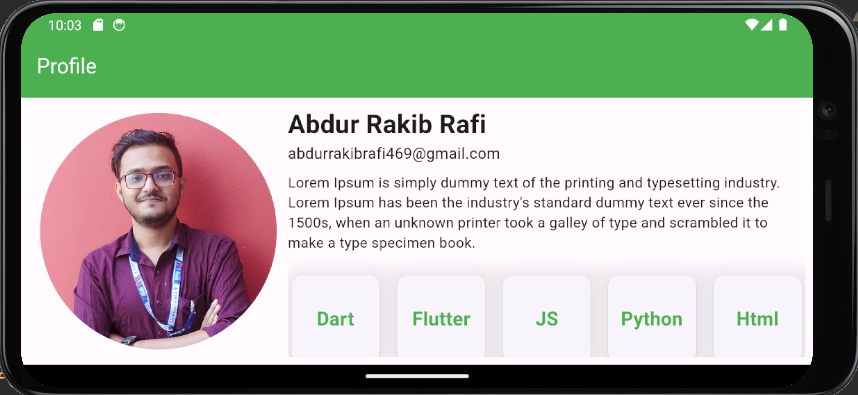 10:03
Profile
Abdur Rakib Rafi
abdurrakibrafi469@gmail.com
Lorem Ipsum is simply dummy text of the printing and typesetting industry.
Lorem Ipsum has been the industry's standard dummy text ever since the
1500s, when an unknown printer took a galley of type and scrambled it to
make a type specimen book.
Dart Flutter JS Python Html